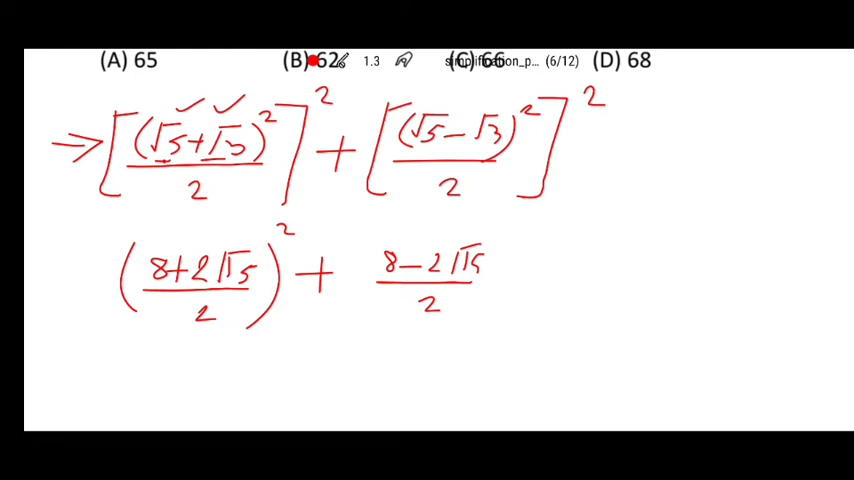 (A) 65 (B) 62 1.3 simplification_p... (6/12) (C) 66 (D) 68
⇒ [(√5+√3)²/2]² + [(√5−√3)²/2]²
(8+2√15/2)² + 8−2√15/2